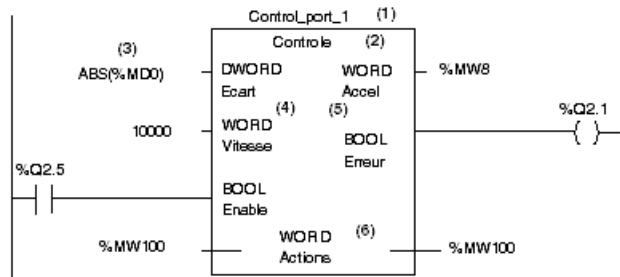 Control_port_1 (1)
Controle (2)
(3)
ABS(%MD0)
DWORD WORD
Ecart Accel
%MW8
10000
WORD (4) (5)
Vitesse
BOOL
Erreur
%Q2.1
%Q2.5
BOOL
Enable
%MW100
WORD (6)
Actions
%MW100